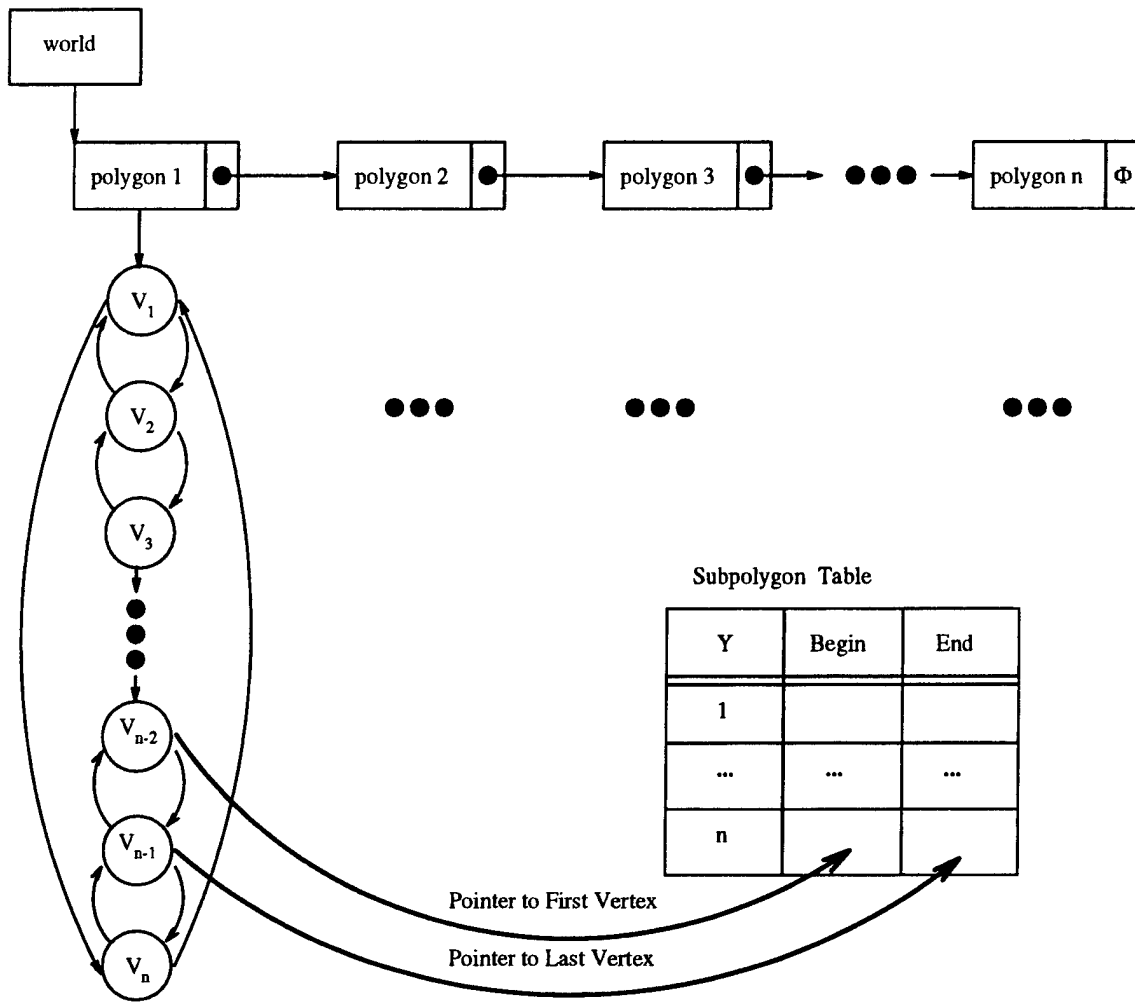 world
polygon 1
polygon 2
polygon 3
polygon n Φ
V1
V2
V3
Vn-2
Vn-1
Vn
Subpolygon Table
Y Begin End
1
... ... ...
n
Pointer to First Vertex
Pointer to Last Vertex